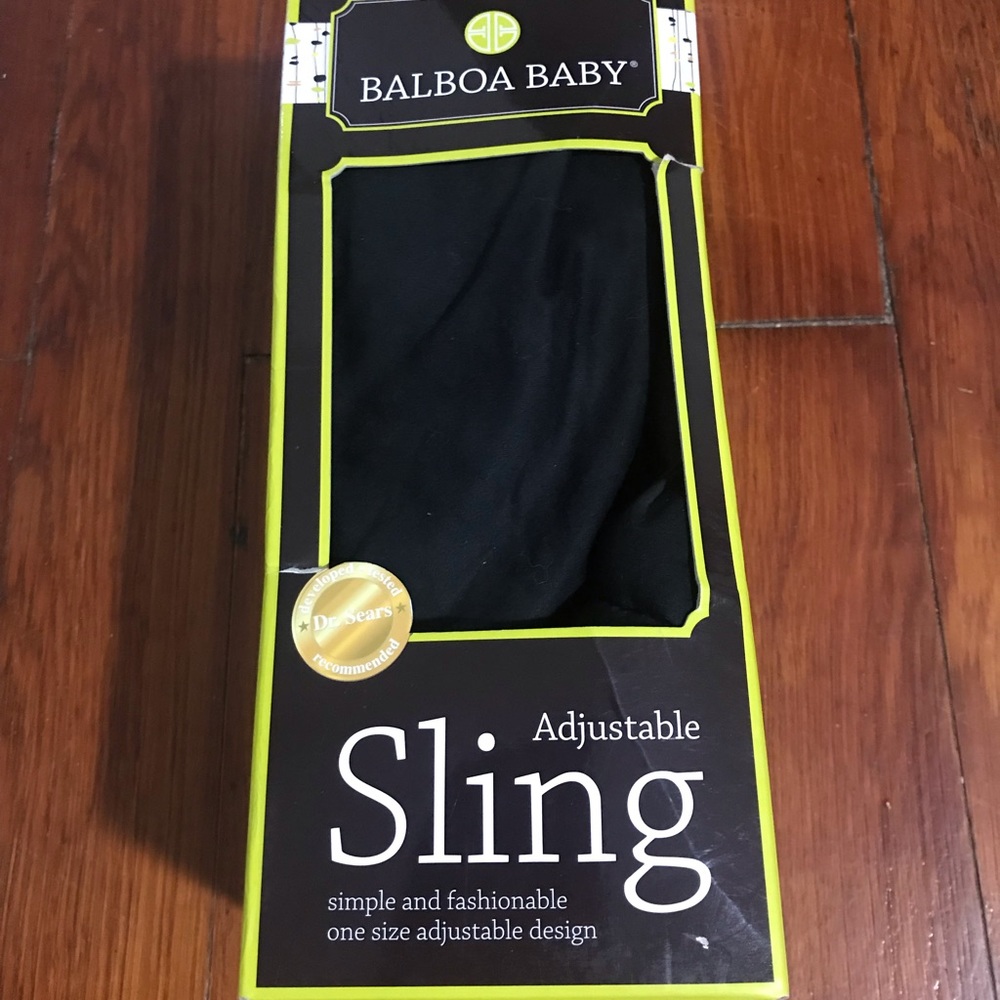 BALBOA BABY®
developed tested
Dr. Sears
recommended
Adjustable
Sling
simple and fashionable
one size adjustable design